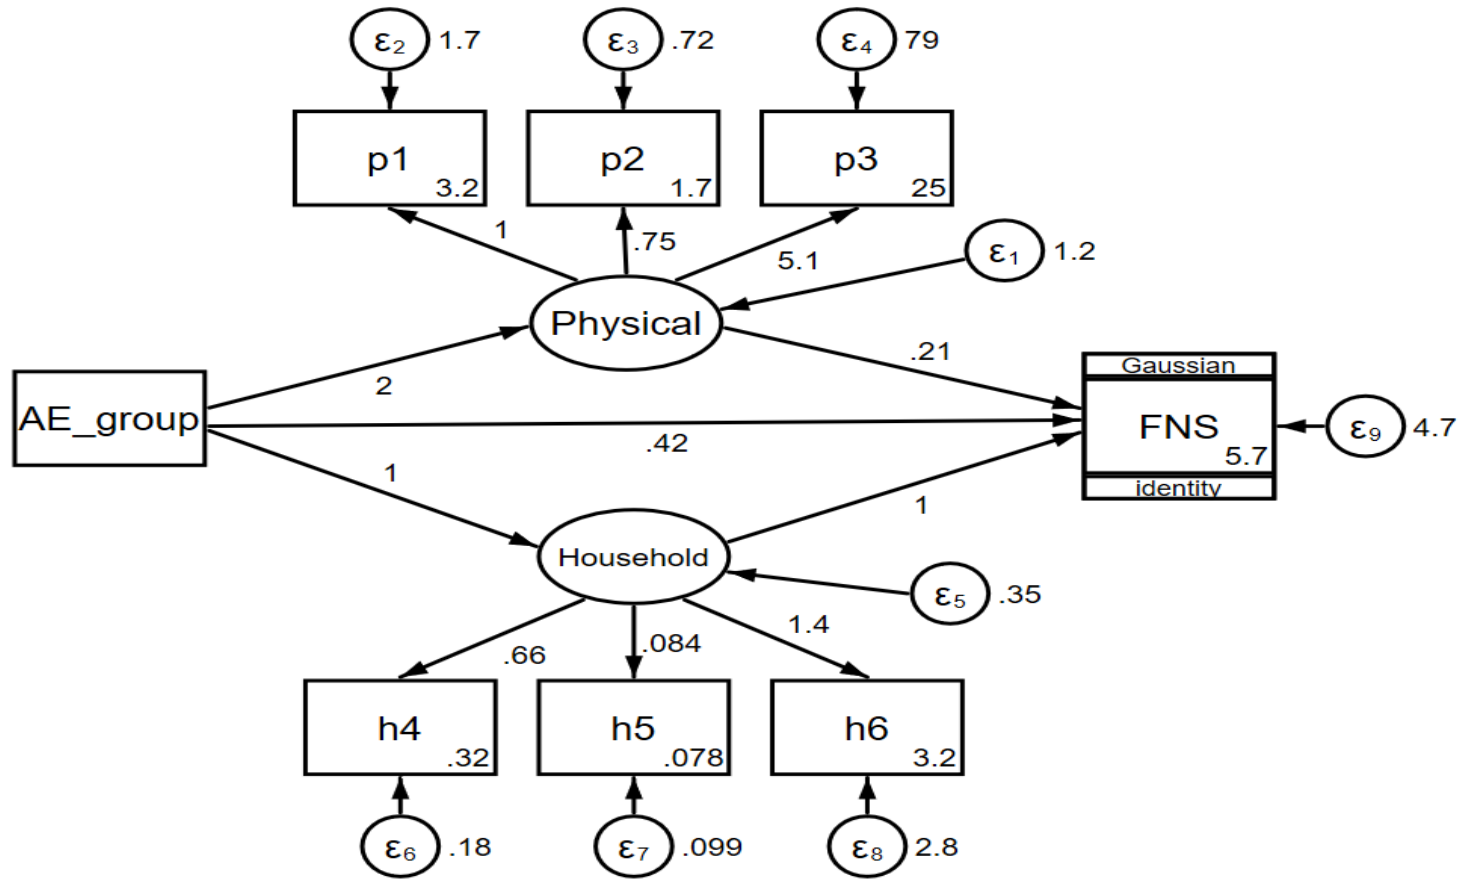 ε2 1.7
ε3 .72
ε4 79
p1
3.2
p2
1.7
p3
25
1
.75
5.1
ε1 1.2
Physical
2
.21
AE_group
.42
Gaussian
FNS
5.7
identity
ε9 4.7
1
1
Household
ε5 .35
.66
.084
1.4
h4
.32
h5
.078
h6
3.2
ε6 .18
ε7 .099
ε8 2.8